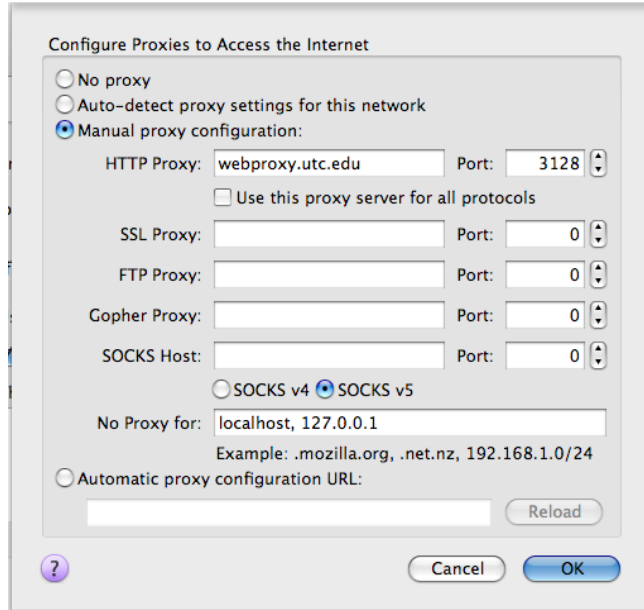 Configure Proxies to Access the Internet
No proxy
Auto-detect proxy settings for this network
Manual proxy configuration:
HTTP Proxy: webproxy.utc.edu Port: 3128
Use this proxy server for all protocols
SSL Proxy: Port: 0
FTP Proxy: Port: 0
Gopher Proxy: Port: 0
SOCKS Host: Port: 0
SOCKS v4 SOCKS v5
No Proxy for: localhost, 127.0.0.1
Example: .mozilla.org, .net.nz, 192.168.1.0/24
Automatic proxy configuration URL:
Reload
? Cancel OK